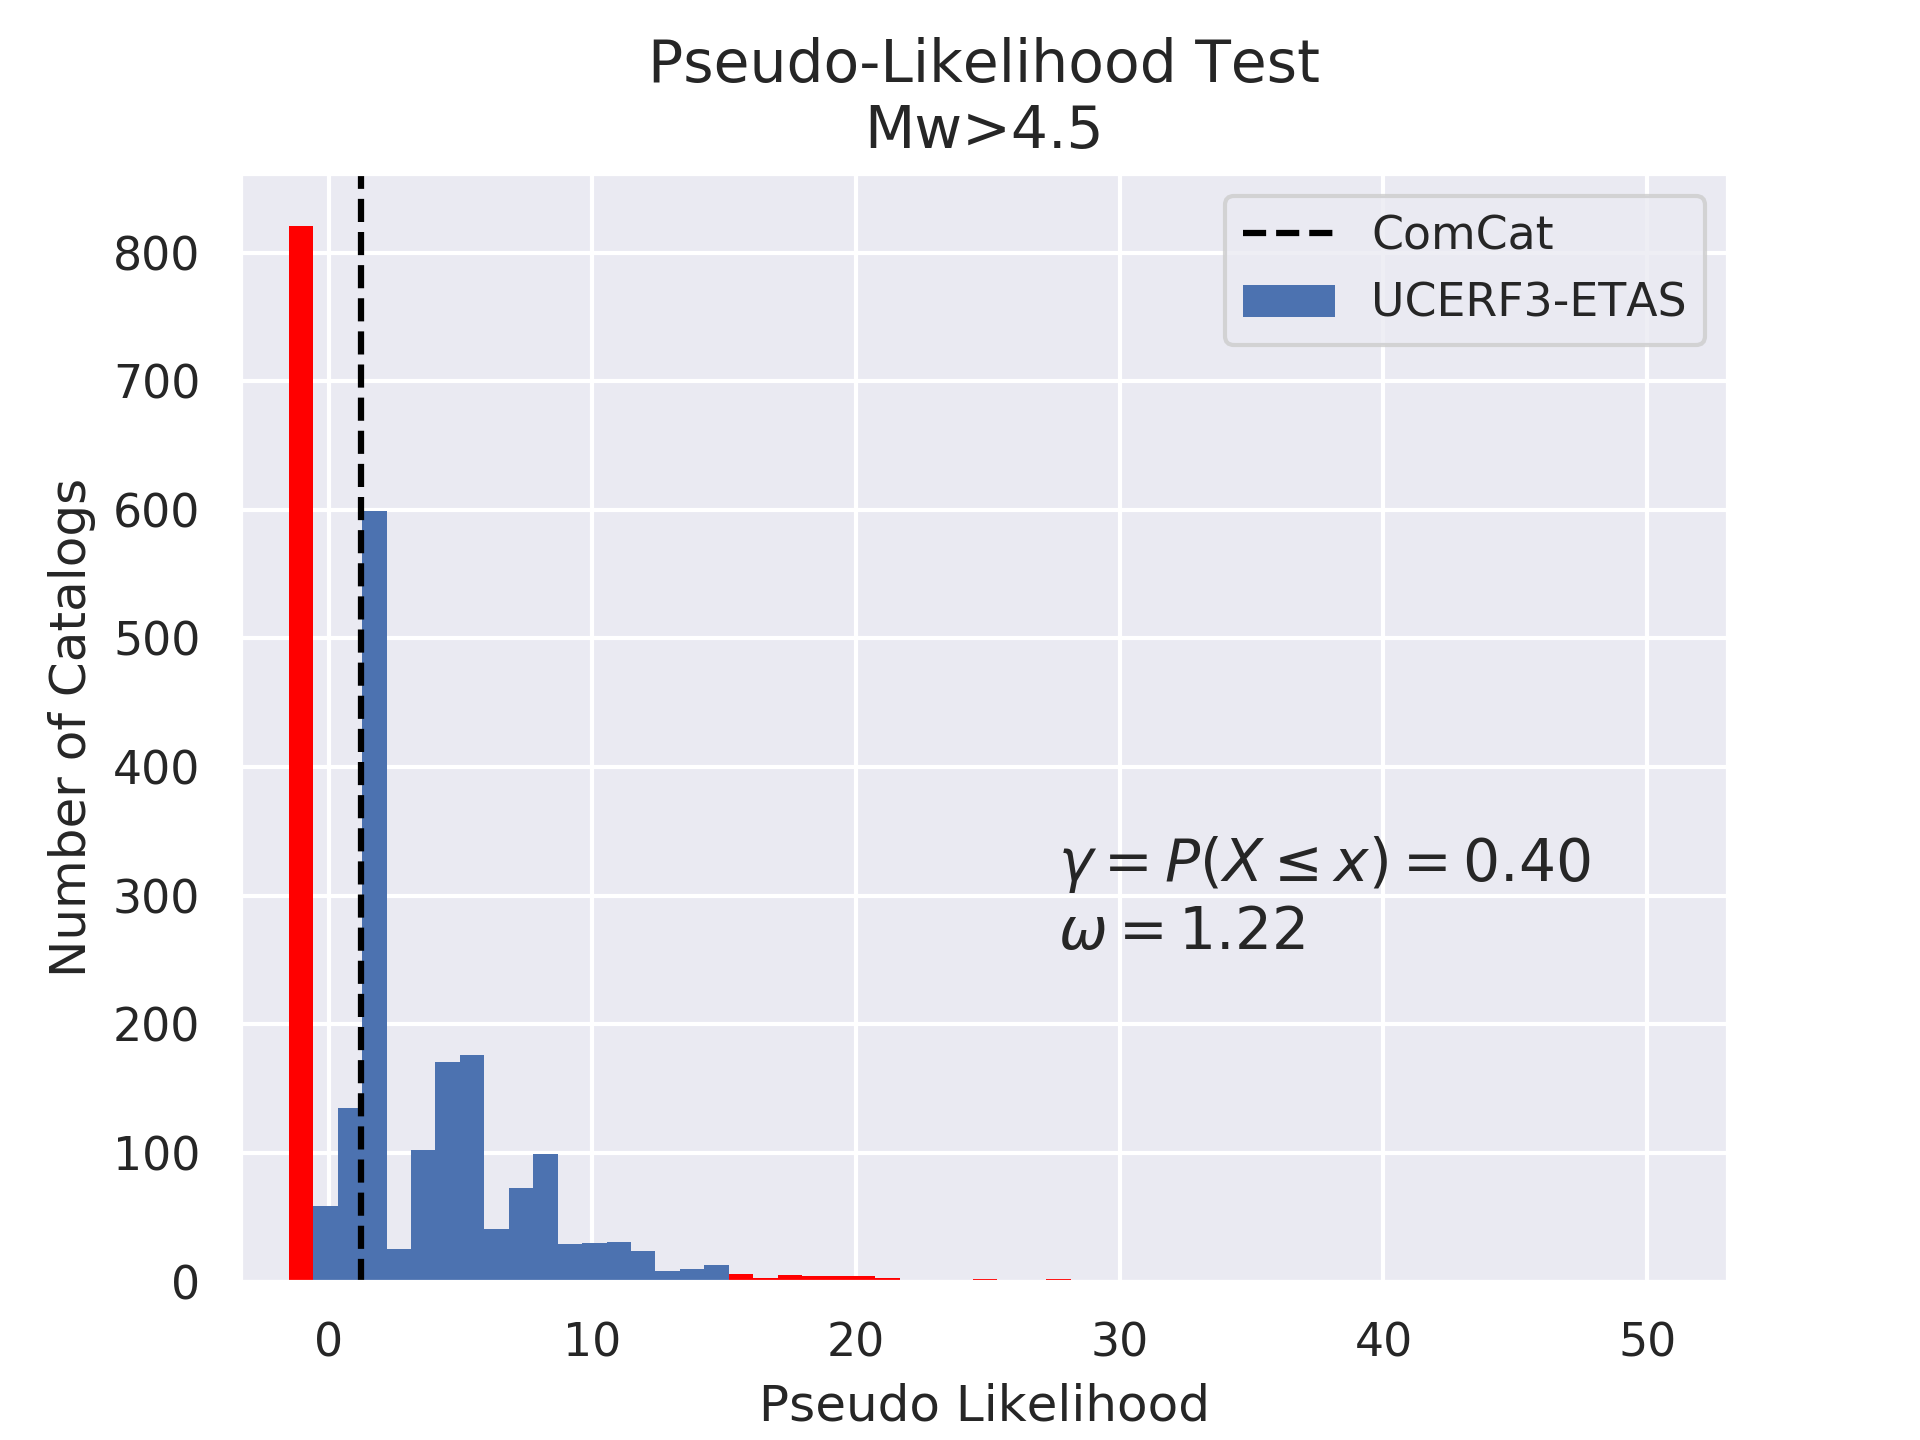 Pseudo-Likelihood Test
Mw>4.5
ComCat
UCERF3-ETAS
Number of Catalogs
800
700
600
500
400
300
200
100
0
γ = P(X ≤ x) = 0.40
ω = 1.22
0 10 20 30 40 50
Pseudo Likelihood